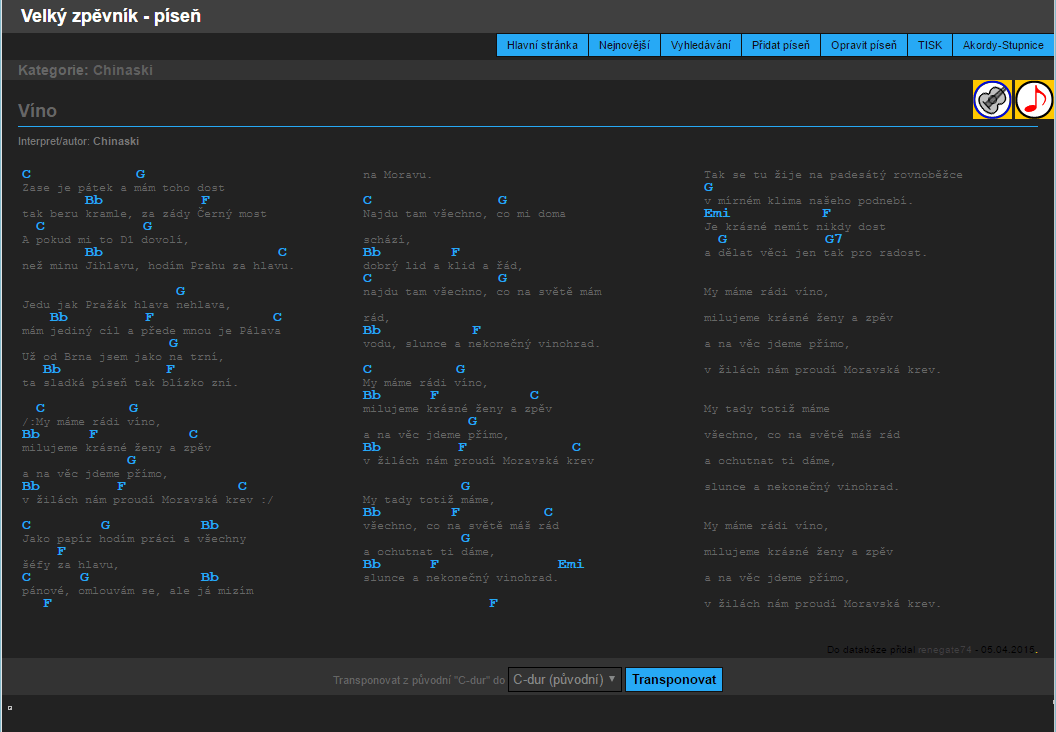 Velký zpěvník - píseň
Hlavní stránka Nejnovější Vyhledávání Přidat píseň Opravit píseň TISK Akordy-Stupnice
Kategorie: Chinaski
Víno
Interpret/autor: Chinaski
C G
Zase je pátek a mám toho dost
Bb F
tak beru kramle, za zády Černý most
C G
A pokud mi to D1 dovolí,
Bb C
než minu Jihlavu, hodím Prahu za hlavu.
G
Jedu jak Pražák hlava nehlava,
Bb F C
mám jediný cíl a přede mnou je Pálava
G
Už od Brna jsem jako na trní,
Bb F
ta sladká píseň tak blízko zní.
C G
/:My máme rádi víno,
Bb F C
milujeme krásné ženy a zpěv
G
a na věc jdeme přímo,
Bb F C
v žilách nám proudí Moravská krev :/
C G Bb
Jako papír hodím práci a všechny
F
šéfy za hlavu,
C G Bb
pánové, omlouvám se, ale já mizím
F
na Moravu.
C G
Najdu tam všechno, co mi doma
schází,
Bb F
dobrý lid a klid a řád,
C G
najdu tam všechno, co na světě mám
rád,
Bb F
vodu, slunce a nekonečný vinohrad.
C G
My máme rádi víno,
Bb F C
milujeme krásné ženy a zpěv
G
a na věc jdeme přímo,
Bb F C
v žilách nám proudí Moravská krev
G
My tady totiž máme,
Bb F C
všechno, co na světě máš rád
G
a ochutnat ti dáme,
Bb F Emi
slunce a nekonečný vinohrad.
F
Tak se tu žije na padesátý rovnoběžce
G
v mírném klima našeho podnebí.
Emi F
Je krásné nemít nikdy dost
G G7
a dělat věci jen tak pro radost.
My máme rádi víno,
milujeme krásné ženy a zpěv
a na věc jdeme přímo,
v žilách nám proudí Moravská krev.
My tady totiž máme
všechno, co na světě máš rád
a ochutnat ti dáme,
slunce a nekonečný vinohrad.
My máme rádi víno,
milujeme krásné ženy a zpěv
a na věc jdeme přímo,
v žilách nám proudí Moravská krev.
Do databáze přidal renegate74 - 05.04.2015.
Transponovat z původní "C-dur" do C-dur (původní) Transponovat